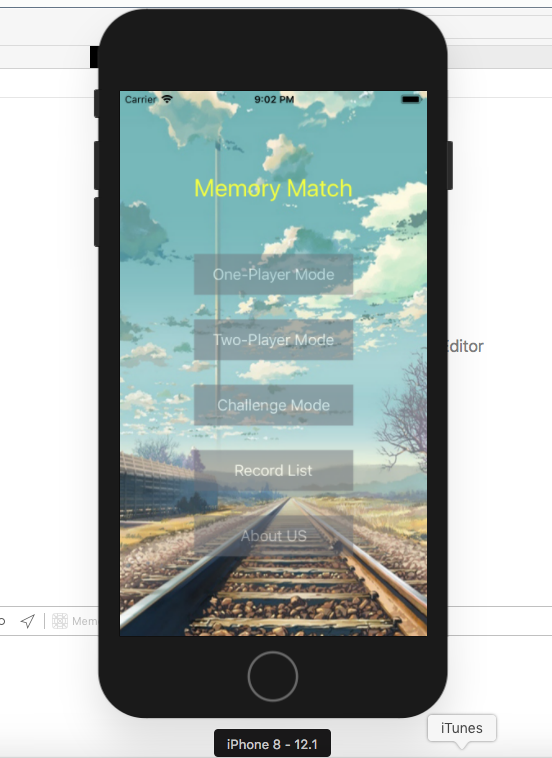 Carrier
9:02 PM
Memory Match
One-Player Mode
Two-Player Mode
Challenge Mode
Record List
About US
Editor
Mem
iPhone 8 - 12.1
iTunes